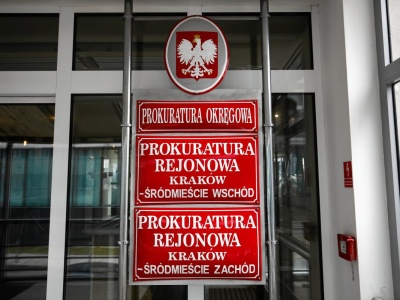 PROKURATURA OKRĘGOWA
PROKURATURA
REJONOWA
KRAKÓW
-ŚRÓDMIEŚCIE WSCHÓD
PROKURATURA
REJONOWA
KRAKÓW
-ŚRÓDMIEŚCIE ZACHÓD